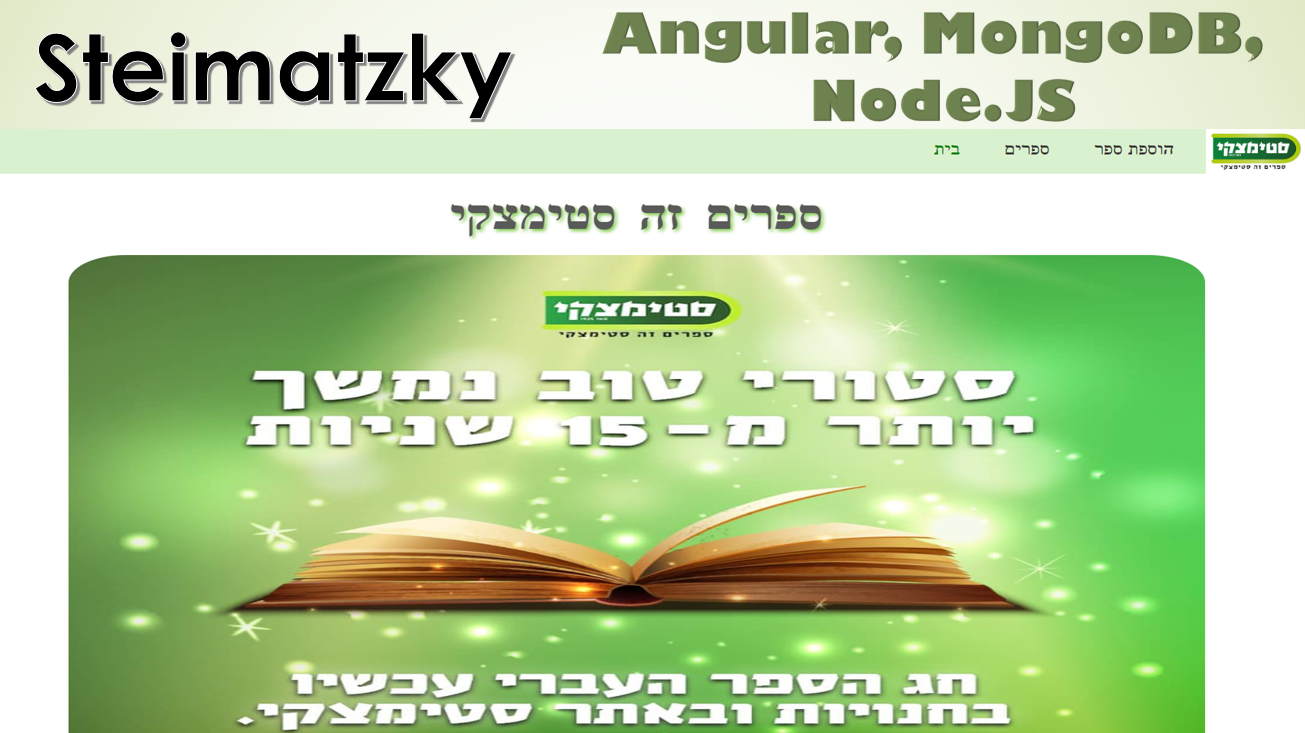 Steimatzky
Angular, MongoDB,
Node.JS
הוספת ספר
ספרים
בית
סטימצקי
ספרים זה סטימצקי
ספרים זה סטימצקי
סטימצקי
ספרים זה סטימצקי
סטורי טוב נמשך
יותר מ-15 שניות
חג הספר העברי עכשיו
בחנויות ובאתר סטימצקי.